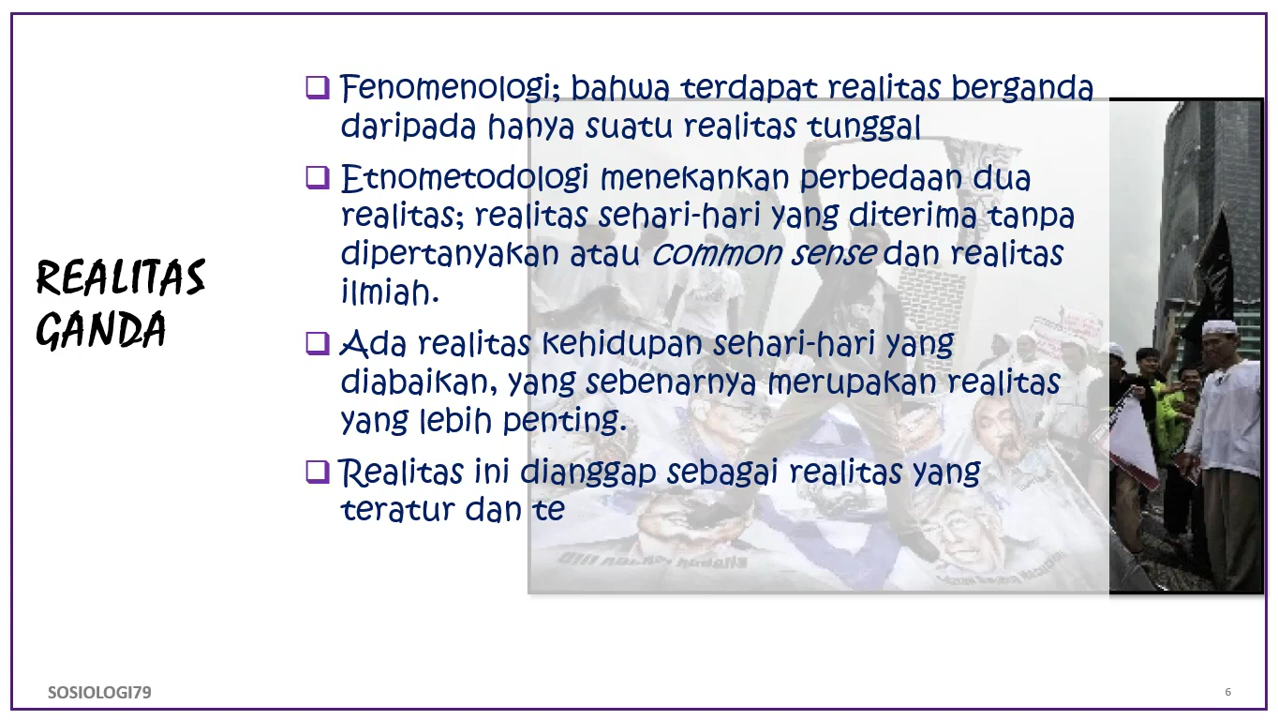 REALITAS
GANDA
Fenomenologi; bahwa terdapat realitas berganda
daripada hanya suatu realitas tunggal
Etnometodologi menekankan perbedaan dua
realitas; realitas sehari-hari yang diterima tanpa
dipertanyakan atau common sense dan realitas
ilmiah.
Ada realitas kehidupan sehari-hari yang
diabaikan, yang sebenarnya merupakan realitas
yang lebih penting.
Realitas ini dianggap sebagai realitas yang
teratur dan te
SOSIOLOGI79
6